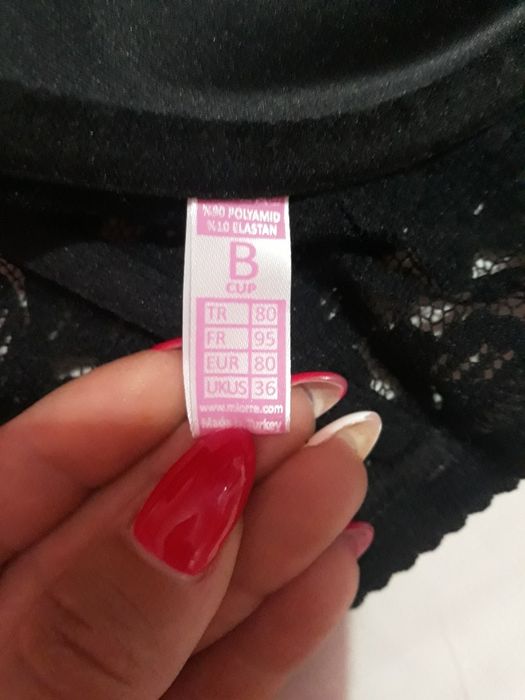 %90 POLYAMID
%10 ELASTAN
B
CUP
TR 80
FR 95
EUR 80
UKUS 36
www.miorre.com
Made in Turkey